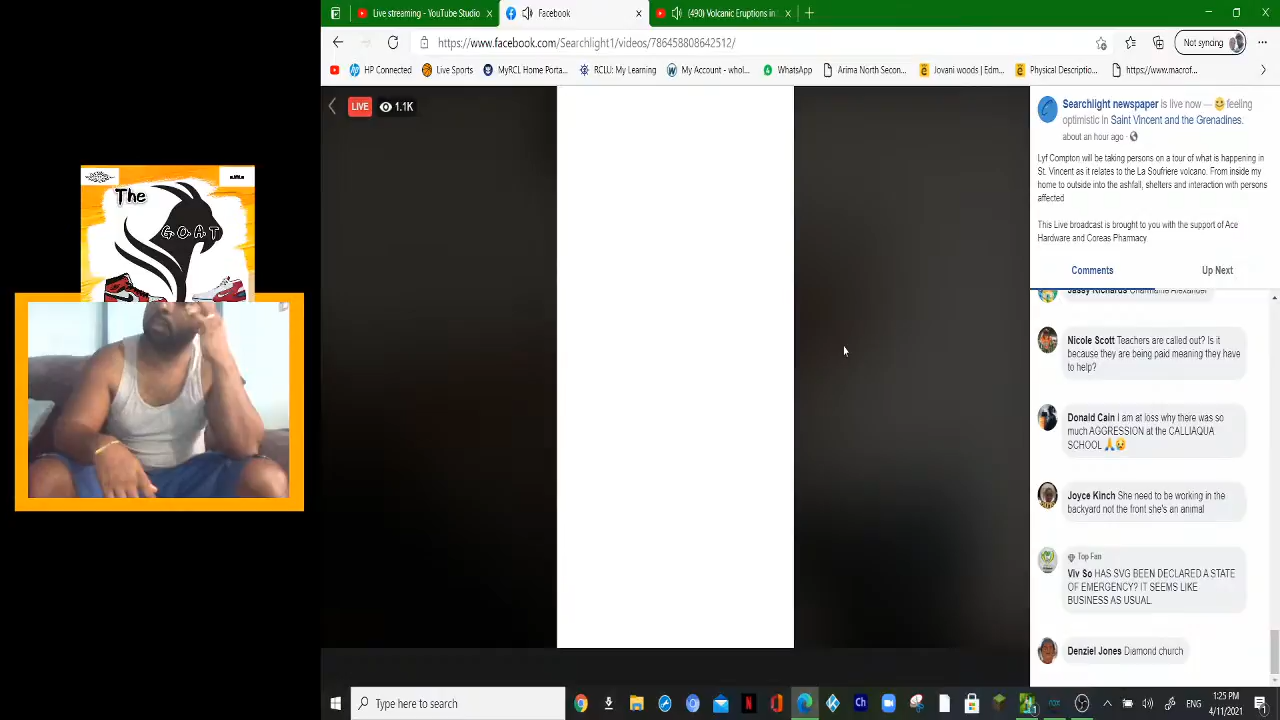 Live streaming - YouTube Studio
Facebook
(490) Volcanic Eruptions in
https://www.facebook.com/Searchlight1/videos/786458808642512/
Not syncing
HP Connected
Live Sports
MyRCL Home Porta...
RCLU: My Learning
My Account - whol...
WhatsApp
Arima North Secon...
Jovani woods | Edm...
Physical Descriptio...
https://www.macror...
LIVE
1.1K
Searchlight newspaper is live now — feeling
optimistic in Saint Vincent and the Grenadines.
about an hour ago
Lyf Compton will be taking persons on a tour of what is happening in
St. Vincent as it relates to the La Soufriere volcano. From inside my
home to outside into the ashfall, shelters and interaction with persons
affected
This Live broadcast is brought to you with the support of Ace
Hardware and Coreas Pharmacy
Comments
Up Next
Jassy Richards Charmaine Alexander
Nicole Scott Teachers are called out? Is it
because they are being paid meaning they have
to help?
Donald Cain I am at loss why there was so
much AGGRESSION at the CALLIAQUA
SCHOOL 🙏😢
Joyce Kinch She need to be working in the
backyard not the front she's an animal
Top Fan
Viv So HAS SVG BEEN DECLARED A STATE
OF EMERGENCY? IT SEEMS LIKE
BUSINESS AS USUAL.
Denziel Jones Diamond church
The
G.O.A.T
Type here to search
Ch
ENG
1:25 PM
4/11/2021